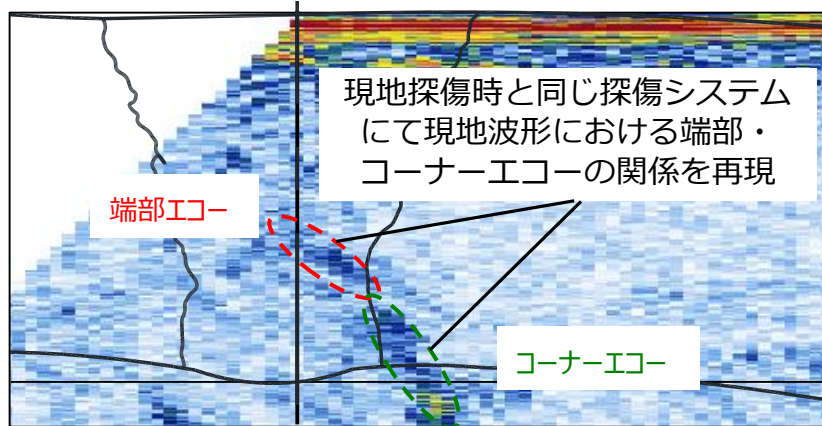 現地探傷時と同じ探傷システム
にて現地波形における端部・
コーナーエコーの関係を再現
端部エコー
コーナーエコー